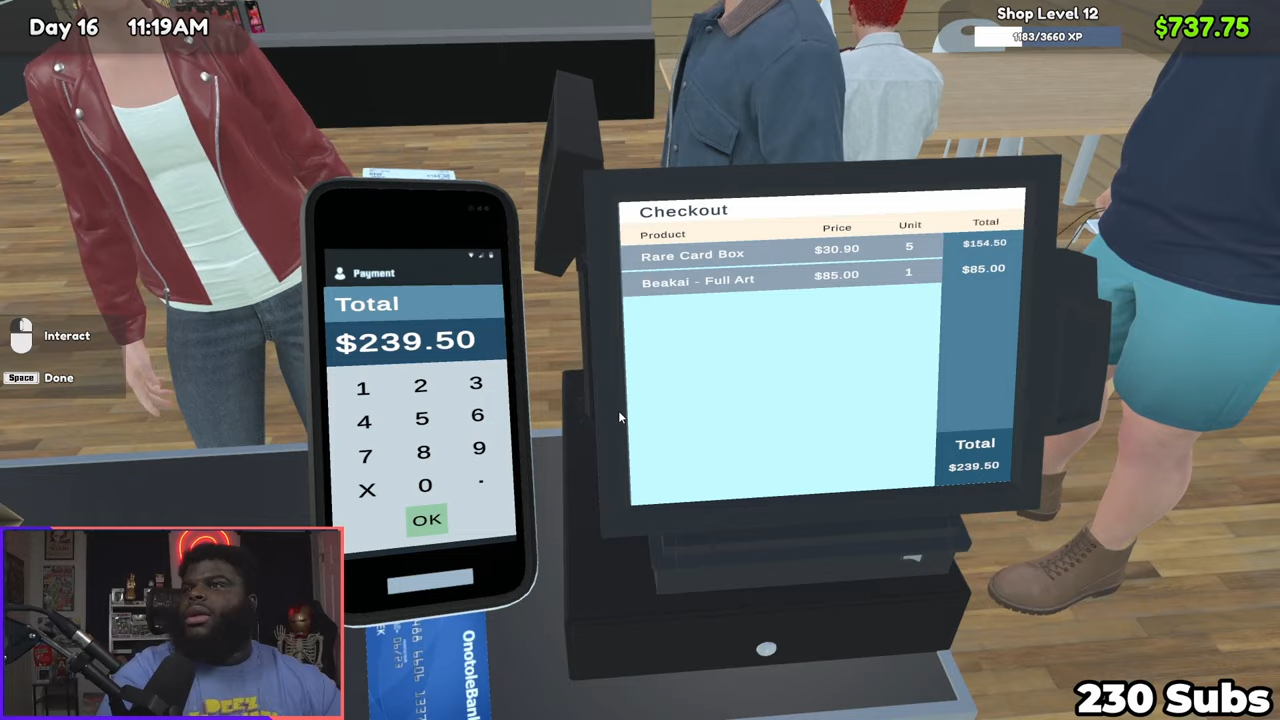 Day 16 11:19AM
Shop Level 12
1183/3660 XP
$737.75
Interact
Space Done
Payment
Total
$239.50
1 2 3
4 5 6
7 8 9
X 0 .
OK
Checkout
Product Price Unit Total
Rare Card Box $30.90 5 $154.50
Beakai - Full Art $85.00 1 $85.00
Total
$239.50
OnotoleBank
230 Subs